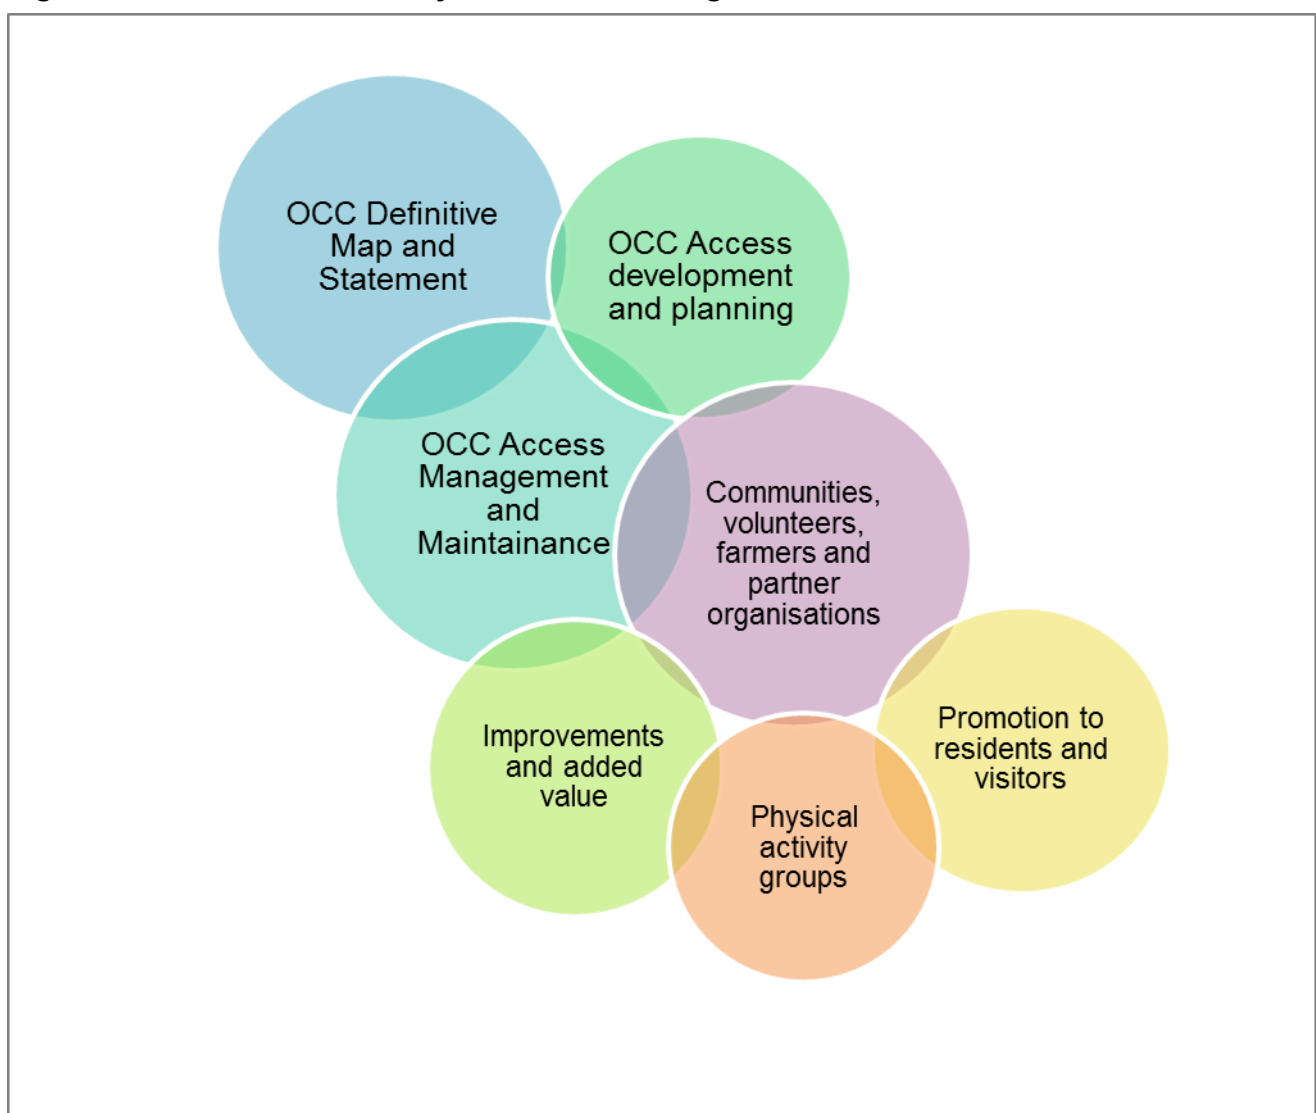 OCC Definitive
Map and
Statement
OCC Access
development
and planning
OCC Access
Management
and
Maintainance
Communities,
volunteers,
farmers and
partner
organisations
Improvements
and added
value
Promotion to
residents and
visitors
Physical
activity
groups